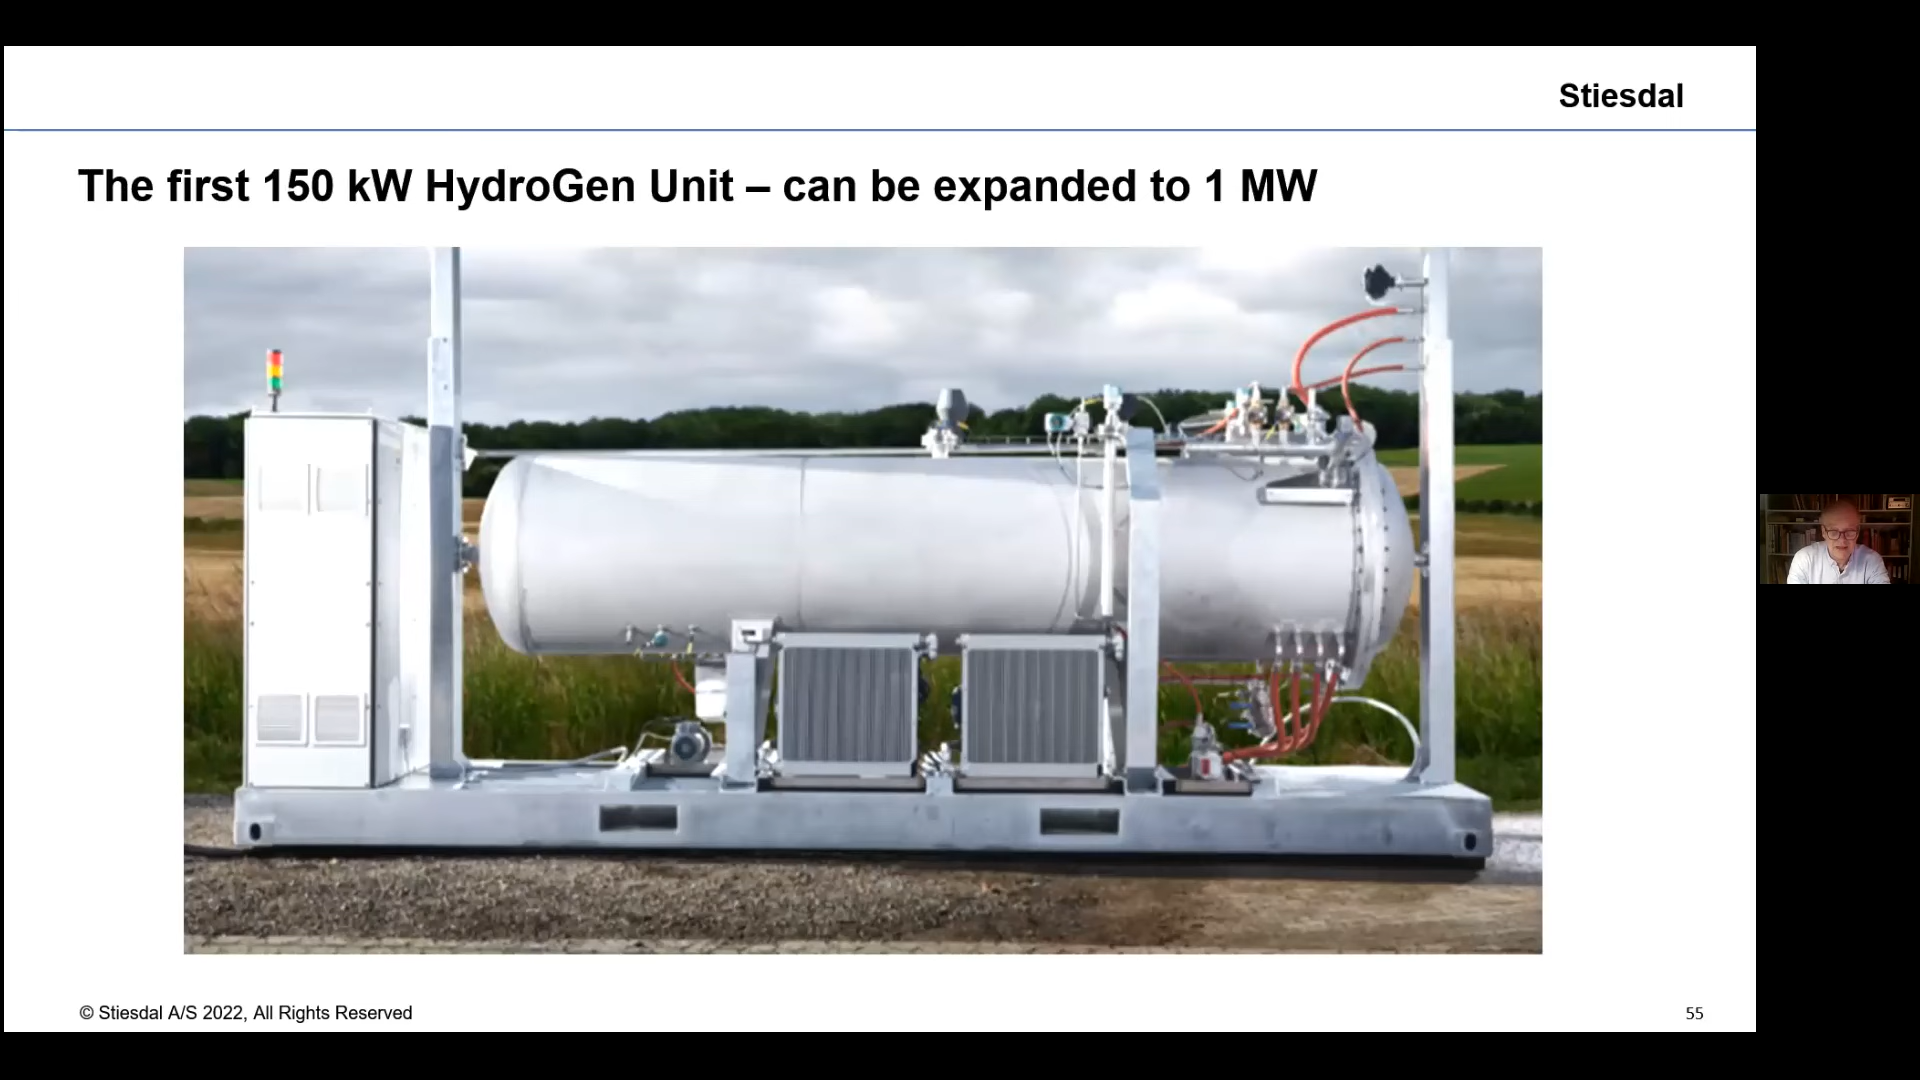 Stiesdal
The first 150 kW HydroGen Unit – can be expanded to 1 MW
© Stiesdal A/S 2022, All Rights Reserved
55